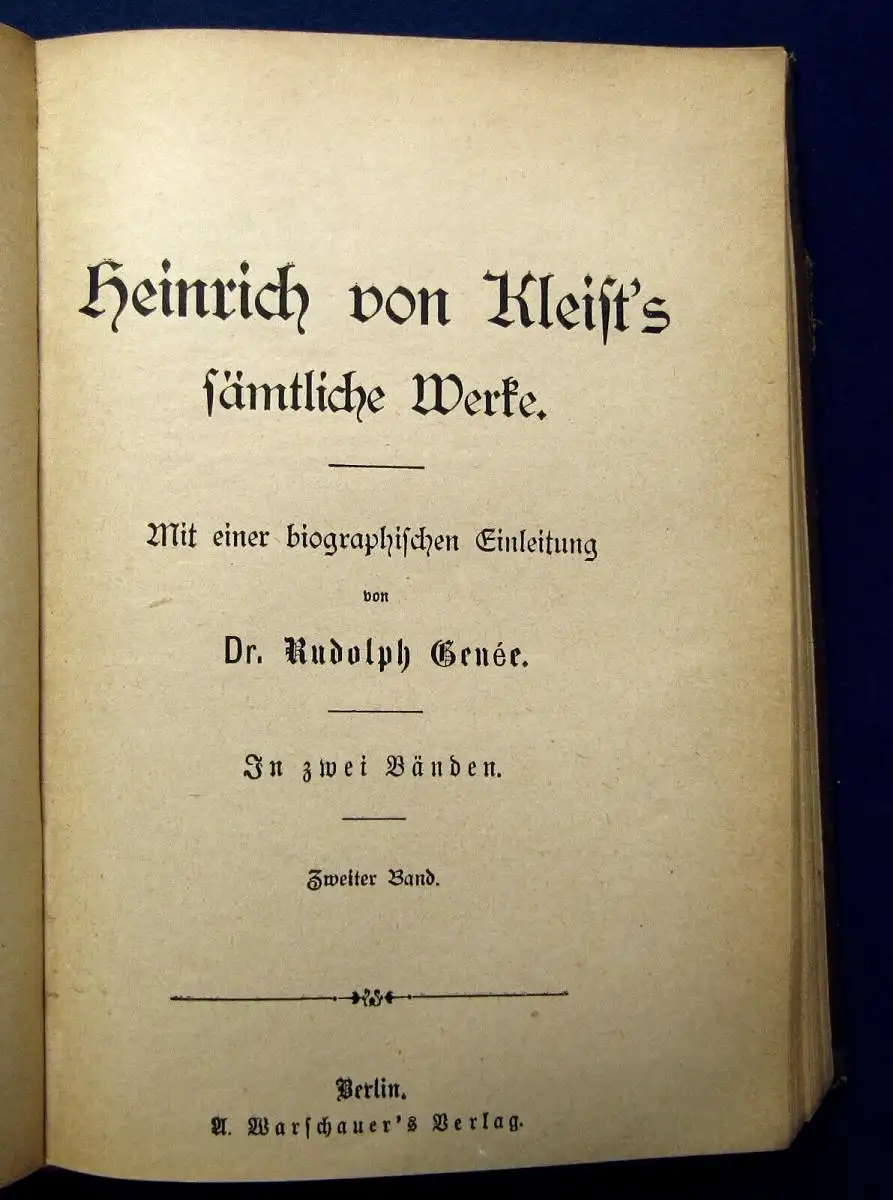 Heinrich von Kleist's
sämtliche Werke.
Mit einer biographischen Einleitung
von
Dr. Rudolph Genée.
In zwei Bänden.
Zweiter Band.
Berlin.
A. Warschauer's Verlag.